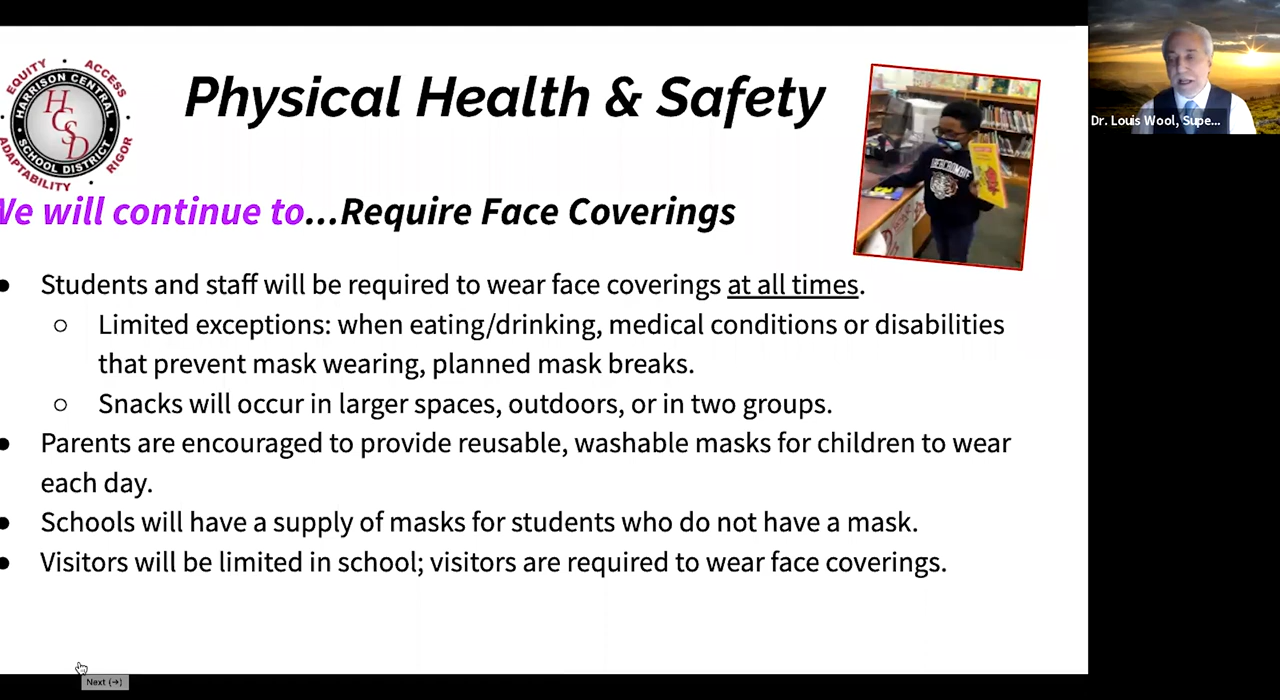 EQUITY • ACCESS
HARRISON CENTRAL
HCSD
SCHOOL DISTRICT
ADAPTABILITY • RIGOR
Physical Health & Safety
ABERCROMBIE
Dr. Louis Wool, Supe...
We will continue to...Require Face Coverings
● Students and staff will be required to wear face coverings at all times.
○ Limited exceptions: when eating/drinking, medical conditions or disabilities
that prevent mask wearing, planned mask breaks.
○ Snacks will occur in larger spaces, outdoors, or in two groups.
● Parents are encouraged to provide reusable, washable masks for children to wear
each day.
● Schools will have a supply of masks for students who do not have a mask.
● Visitors will be limited in school; visitors are required to wear face coverings.
Next (→)